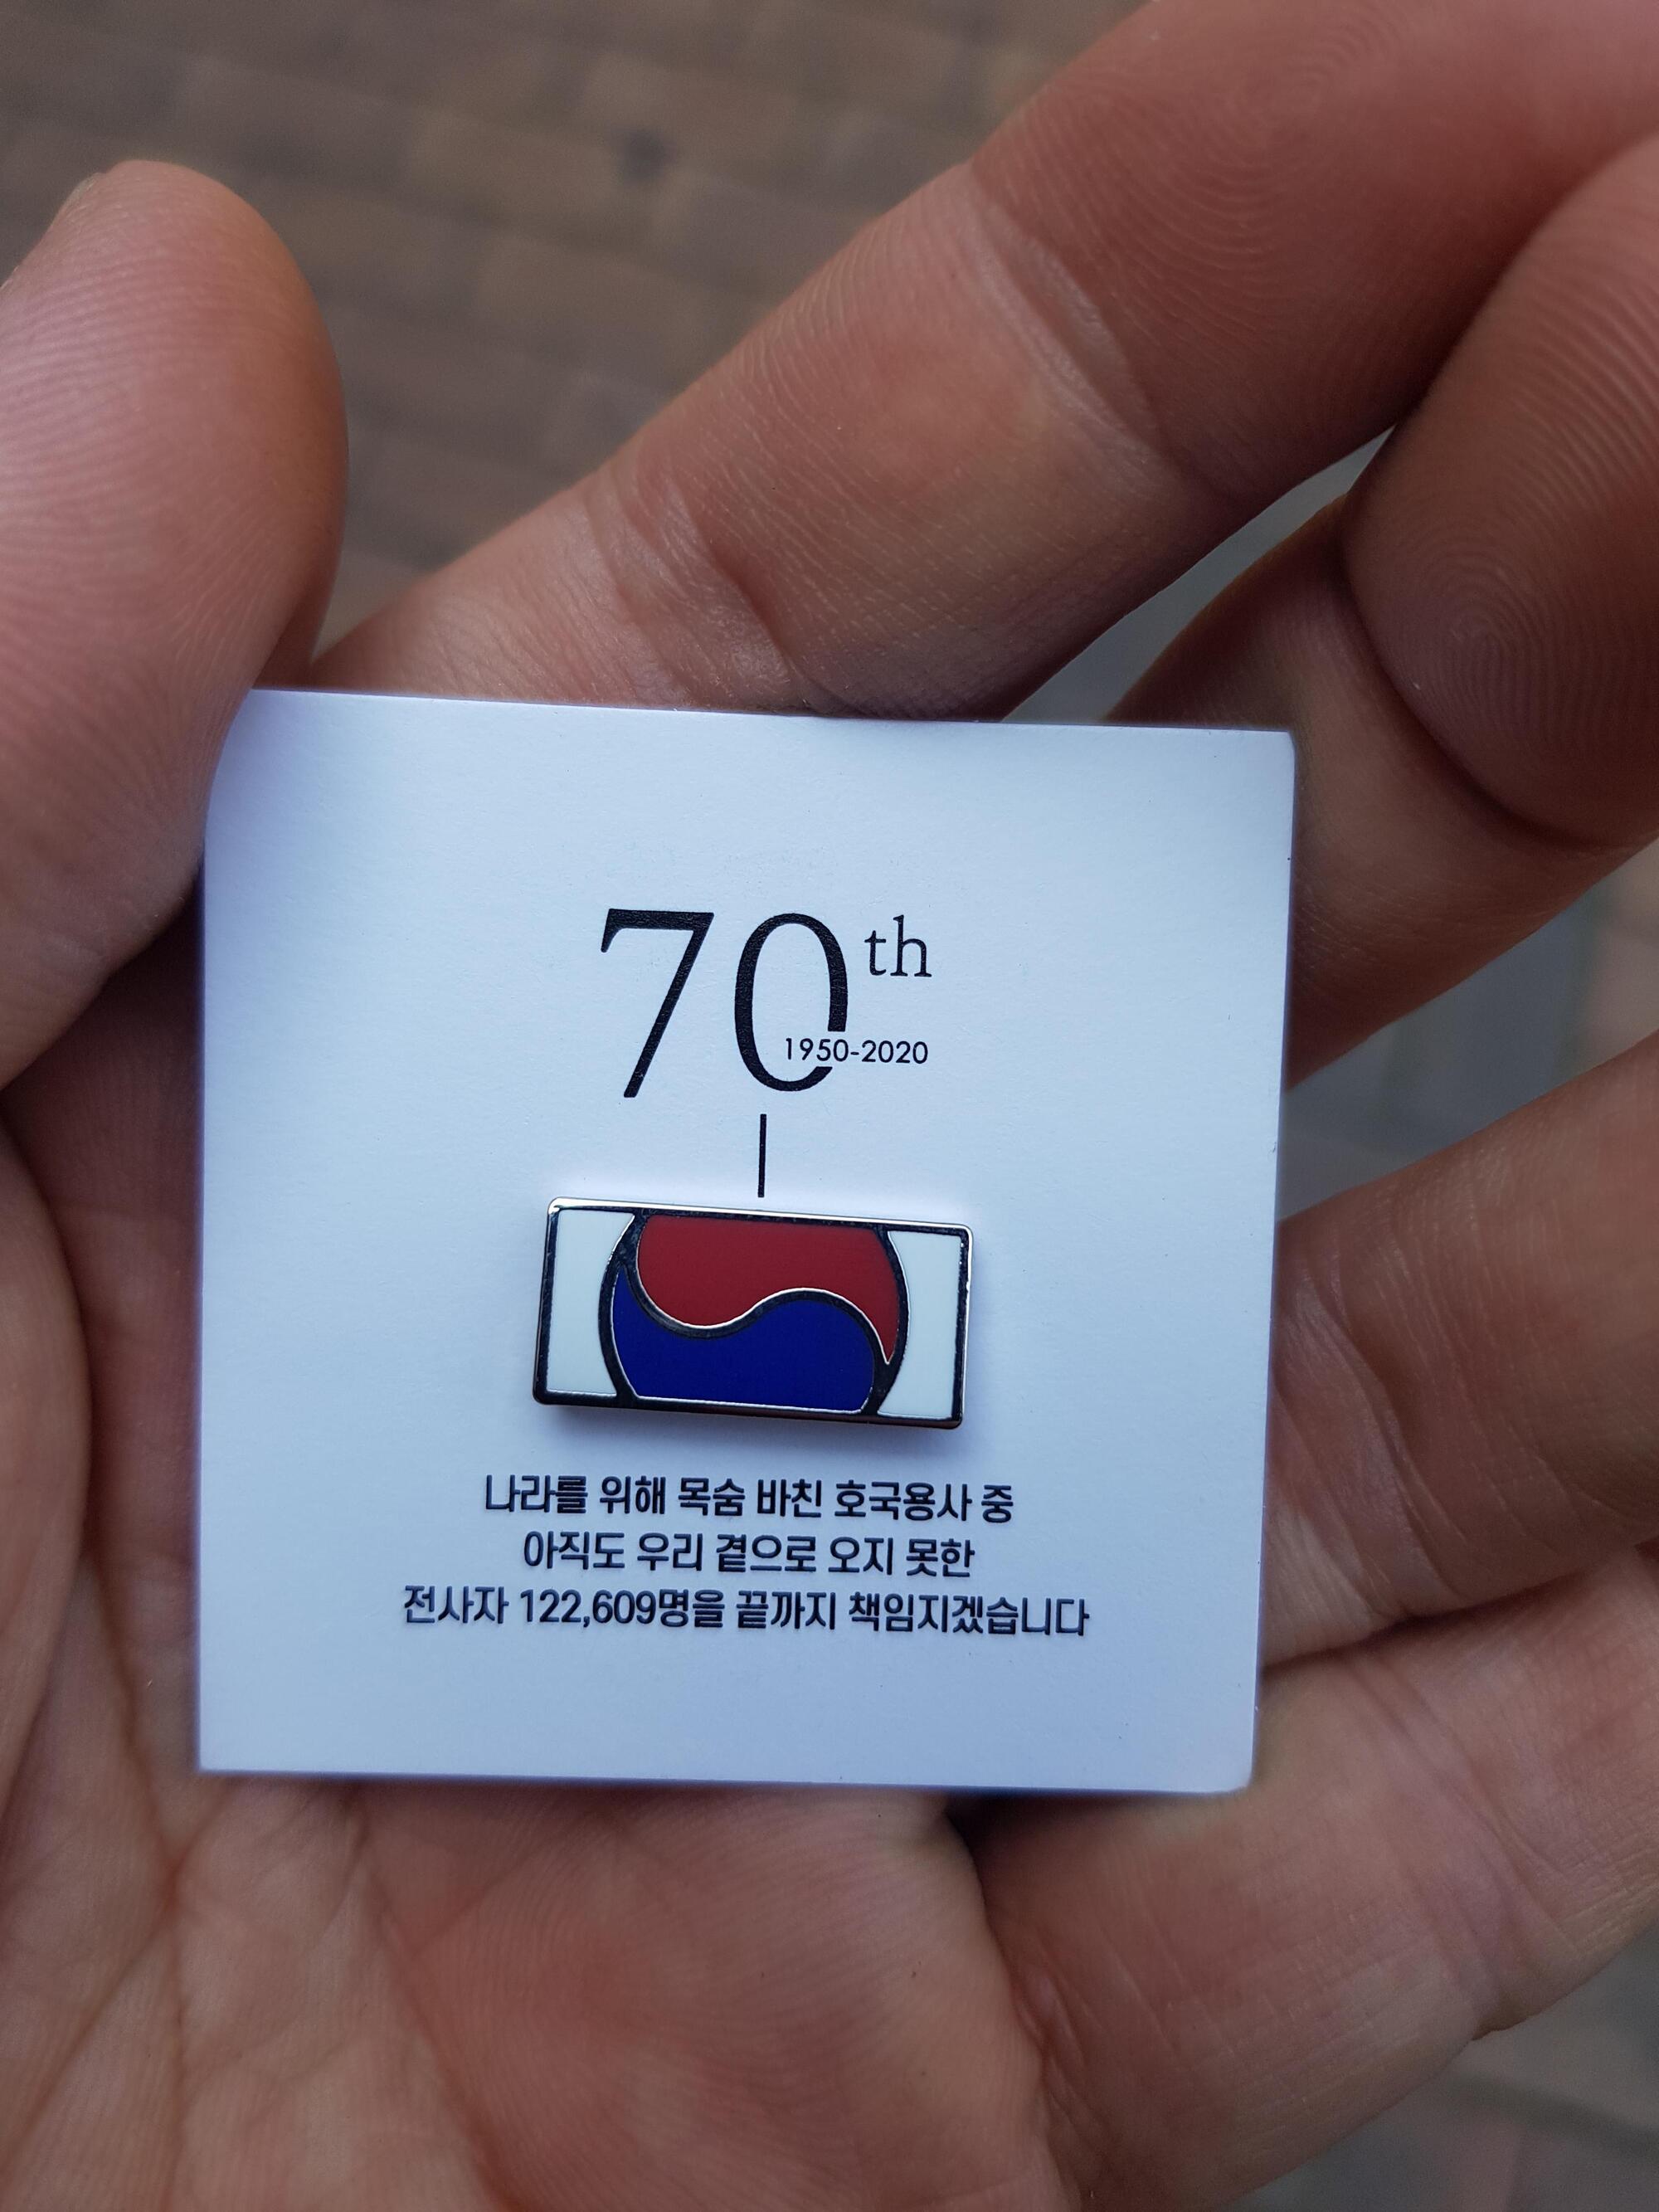 70th
1950-2020
나라를 위해 목숨 바친 호국용사 중
아직도 우리 곁으로 오지 못한
전사자 122,609명을 끝까지 책임지겠습니다